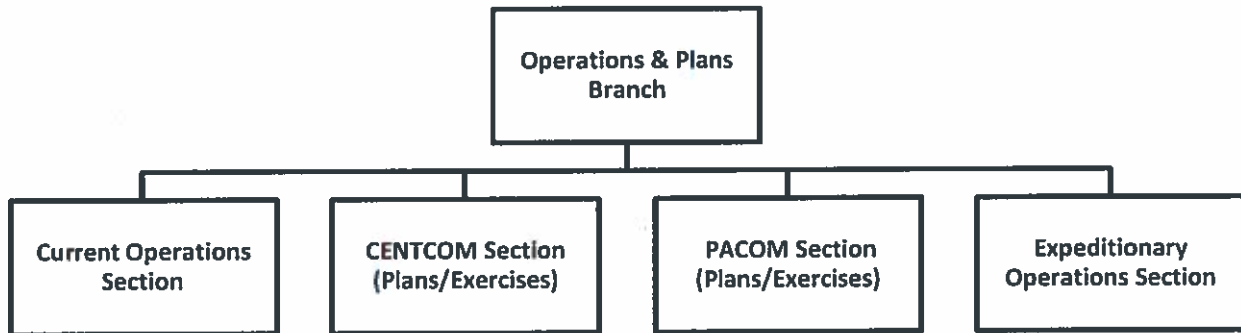 Operations & Plans
Branch
Current Operations
Section
CENTCOM Section
(Plans/Exercises)
PACOM Section
(Plans/Exercises)
Expeditionary
Operations Section